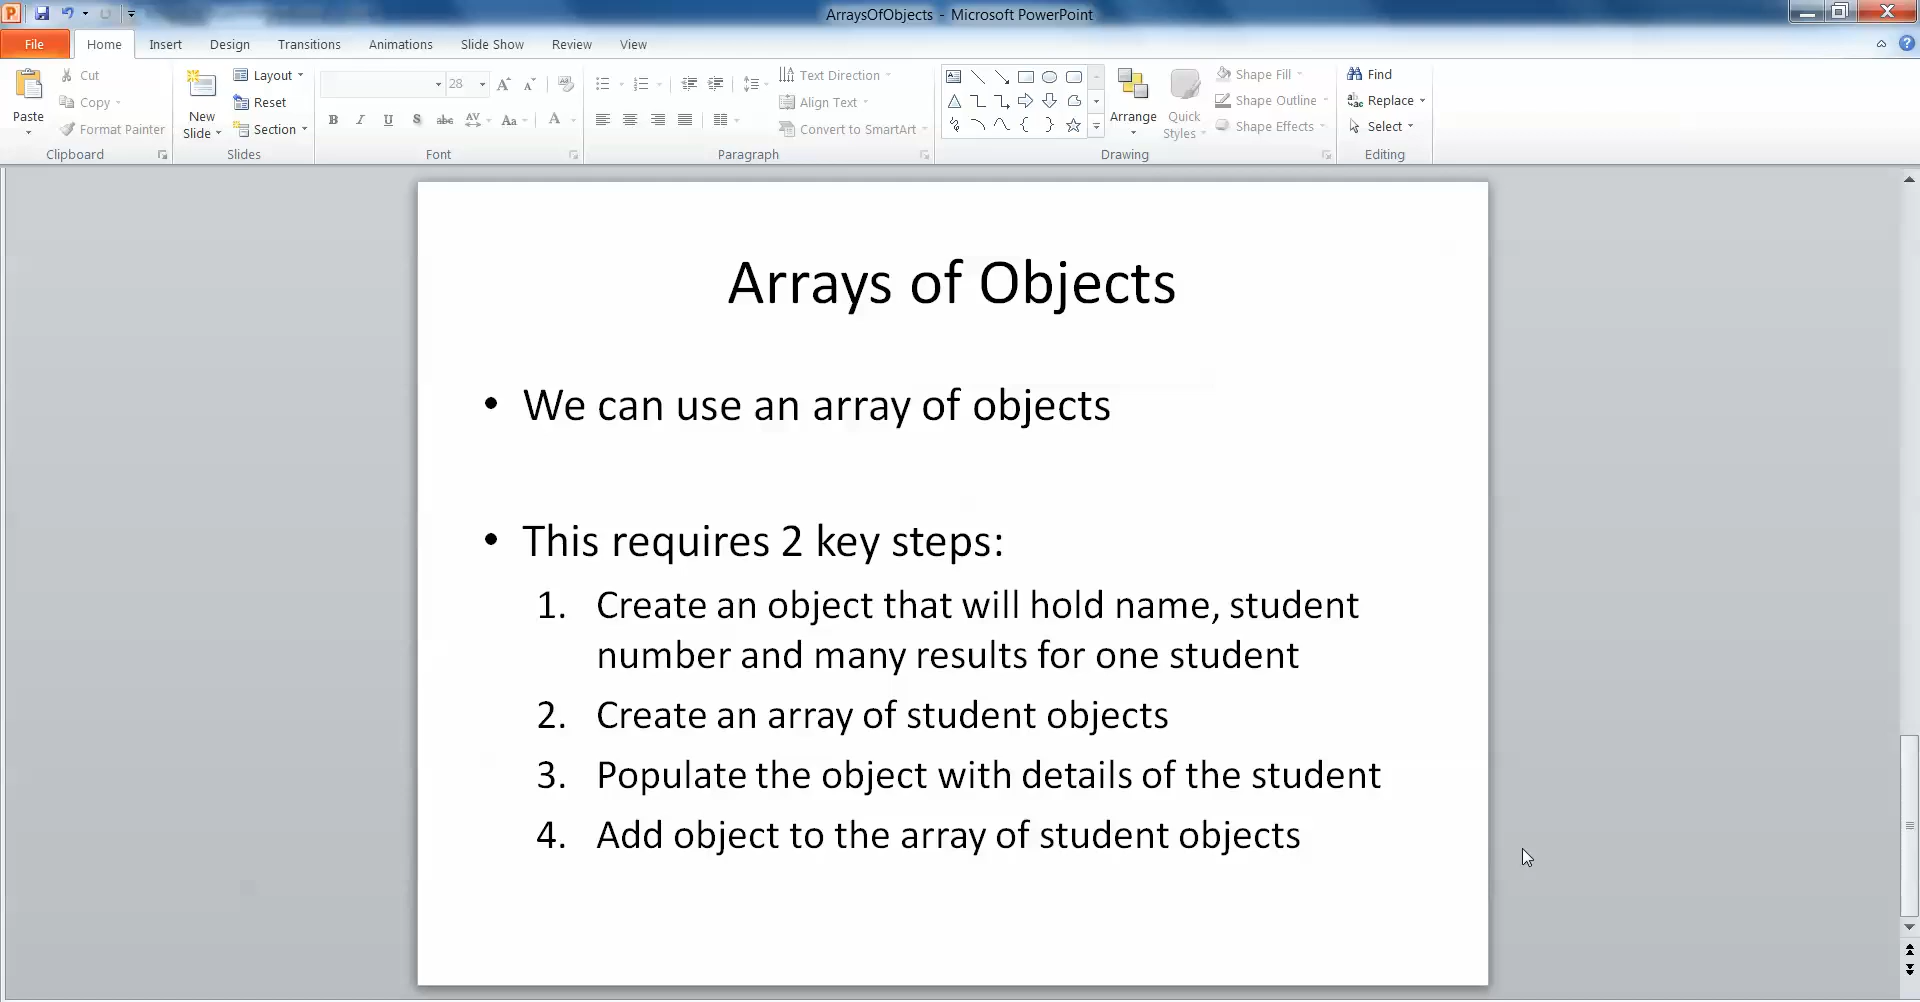 ArraysOfObjects - Microsoft PowerPoint
File Home Insert Design Transitions Animations Slide Show Review View
Paste
Cut
Copy
Format Painter
Clipboard
New
Slide
Layout
Reset
Section
Slides
28
B I U S abc AV Aa A
Font
Text Direction
Align Text
Convert to SmartArt
Paragraph
Arrange
Quick
Styles
Shape Fill
Shape Outline
Shape Effects
Drawing
Find
Replace
Select
Editing
Arrays of Objects
• We can use an array of objects
• This requires 2 key steps:
1. Create an object that will hold name, student
number and many results for one student
2. Create an array of student objects
3. Populate the object with details of the student
4. Add object to the array of student objects